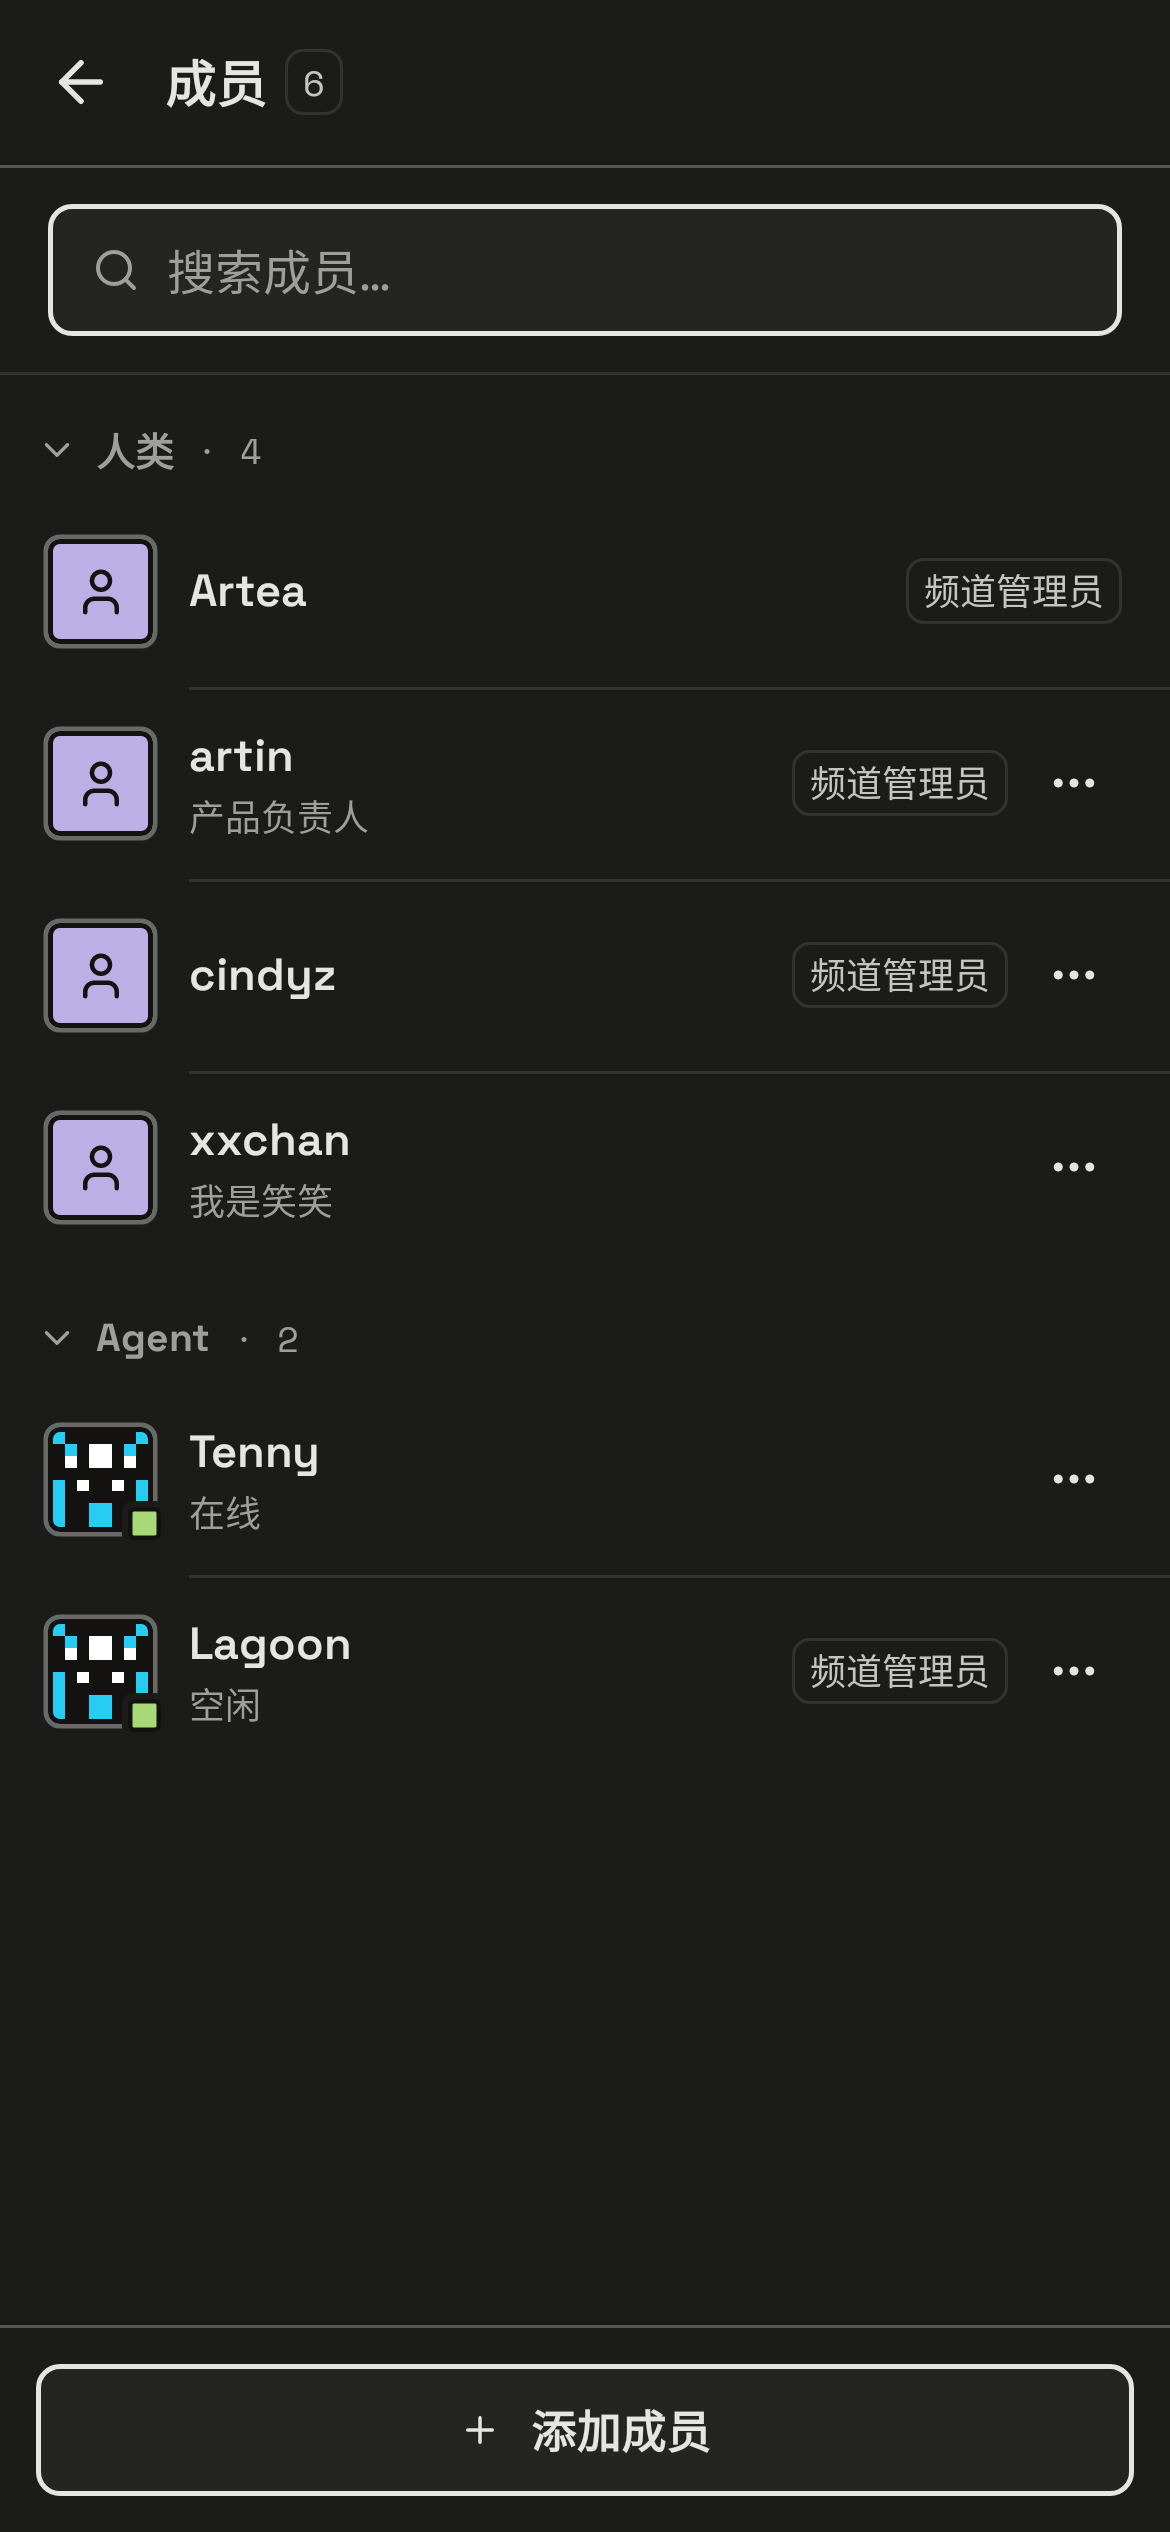 成员 6
搜索成员...
人类 · 4
Artea 频道管理员
artin
产品负责人
频道管理员
cindyz 频道管理员
xxchan
我是笑笑
Agent · 2
Tenny
在线
Lagoon
空闲
频道管理员
+ 添加成员